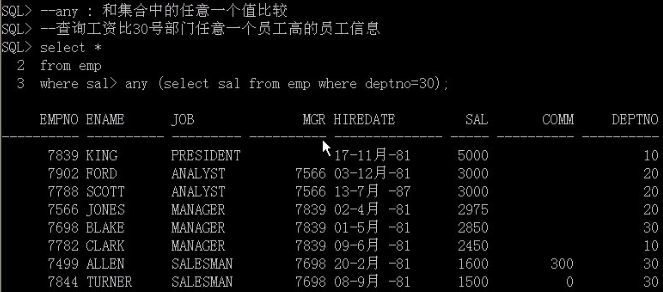 SQL> --any : 和集合中的任意一个值比较
SQL> --查询工资比30号部门任意一个员工高的员工信息
SQL> select *
  2  from emp
  3  where sal> any (select sal from emp where deptno=30);
EMPNO ENAME JOB MGR HIREDATE SAL COMM DEPTNO
---------- ---------- --------- ---------- -------------- ---------- ---------- ----------
7839 KING PRESIDENT 17-11月-81 5000 10
7902 FORD ANALYST 7566 03-12月-81 3000 20
7788 SCOTT ANALYST 7566 13-7月 -87 3000 20
7566 JONES MANAGER 7839 02-4月 -81 2975 20
7698 BLAKE MANAGER 7839 01-5月 -81 2850 30
7782 CLARK MANAGER 7839 09-6月 -81 2450 10
7499 ALLEN SALESMAN 7698 20-2月 -81 1600 300 30
7844 TURNER SALESMAN 7698 08-9月 -81 1500 0 30